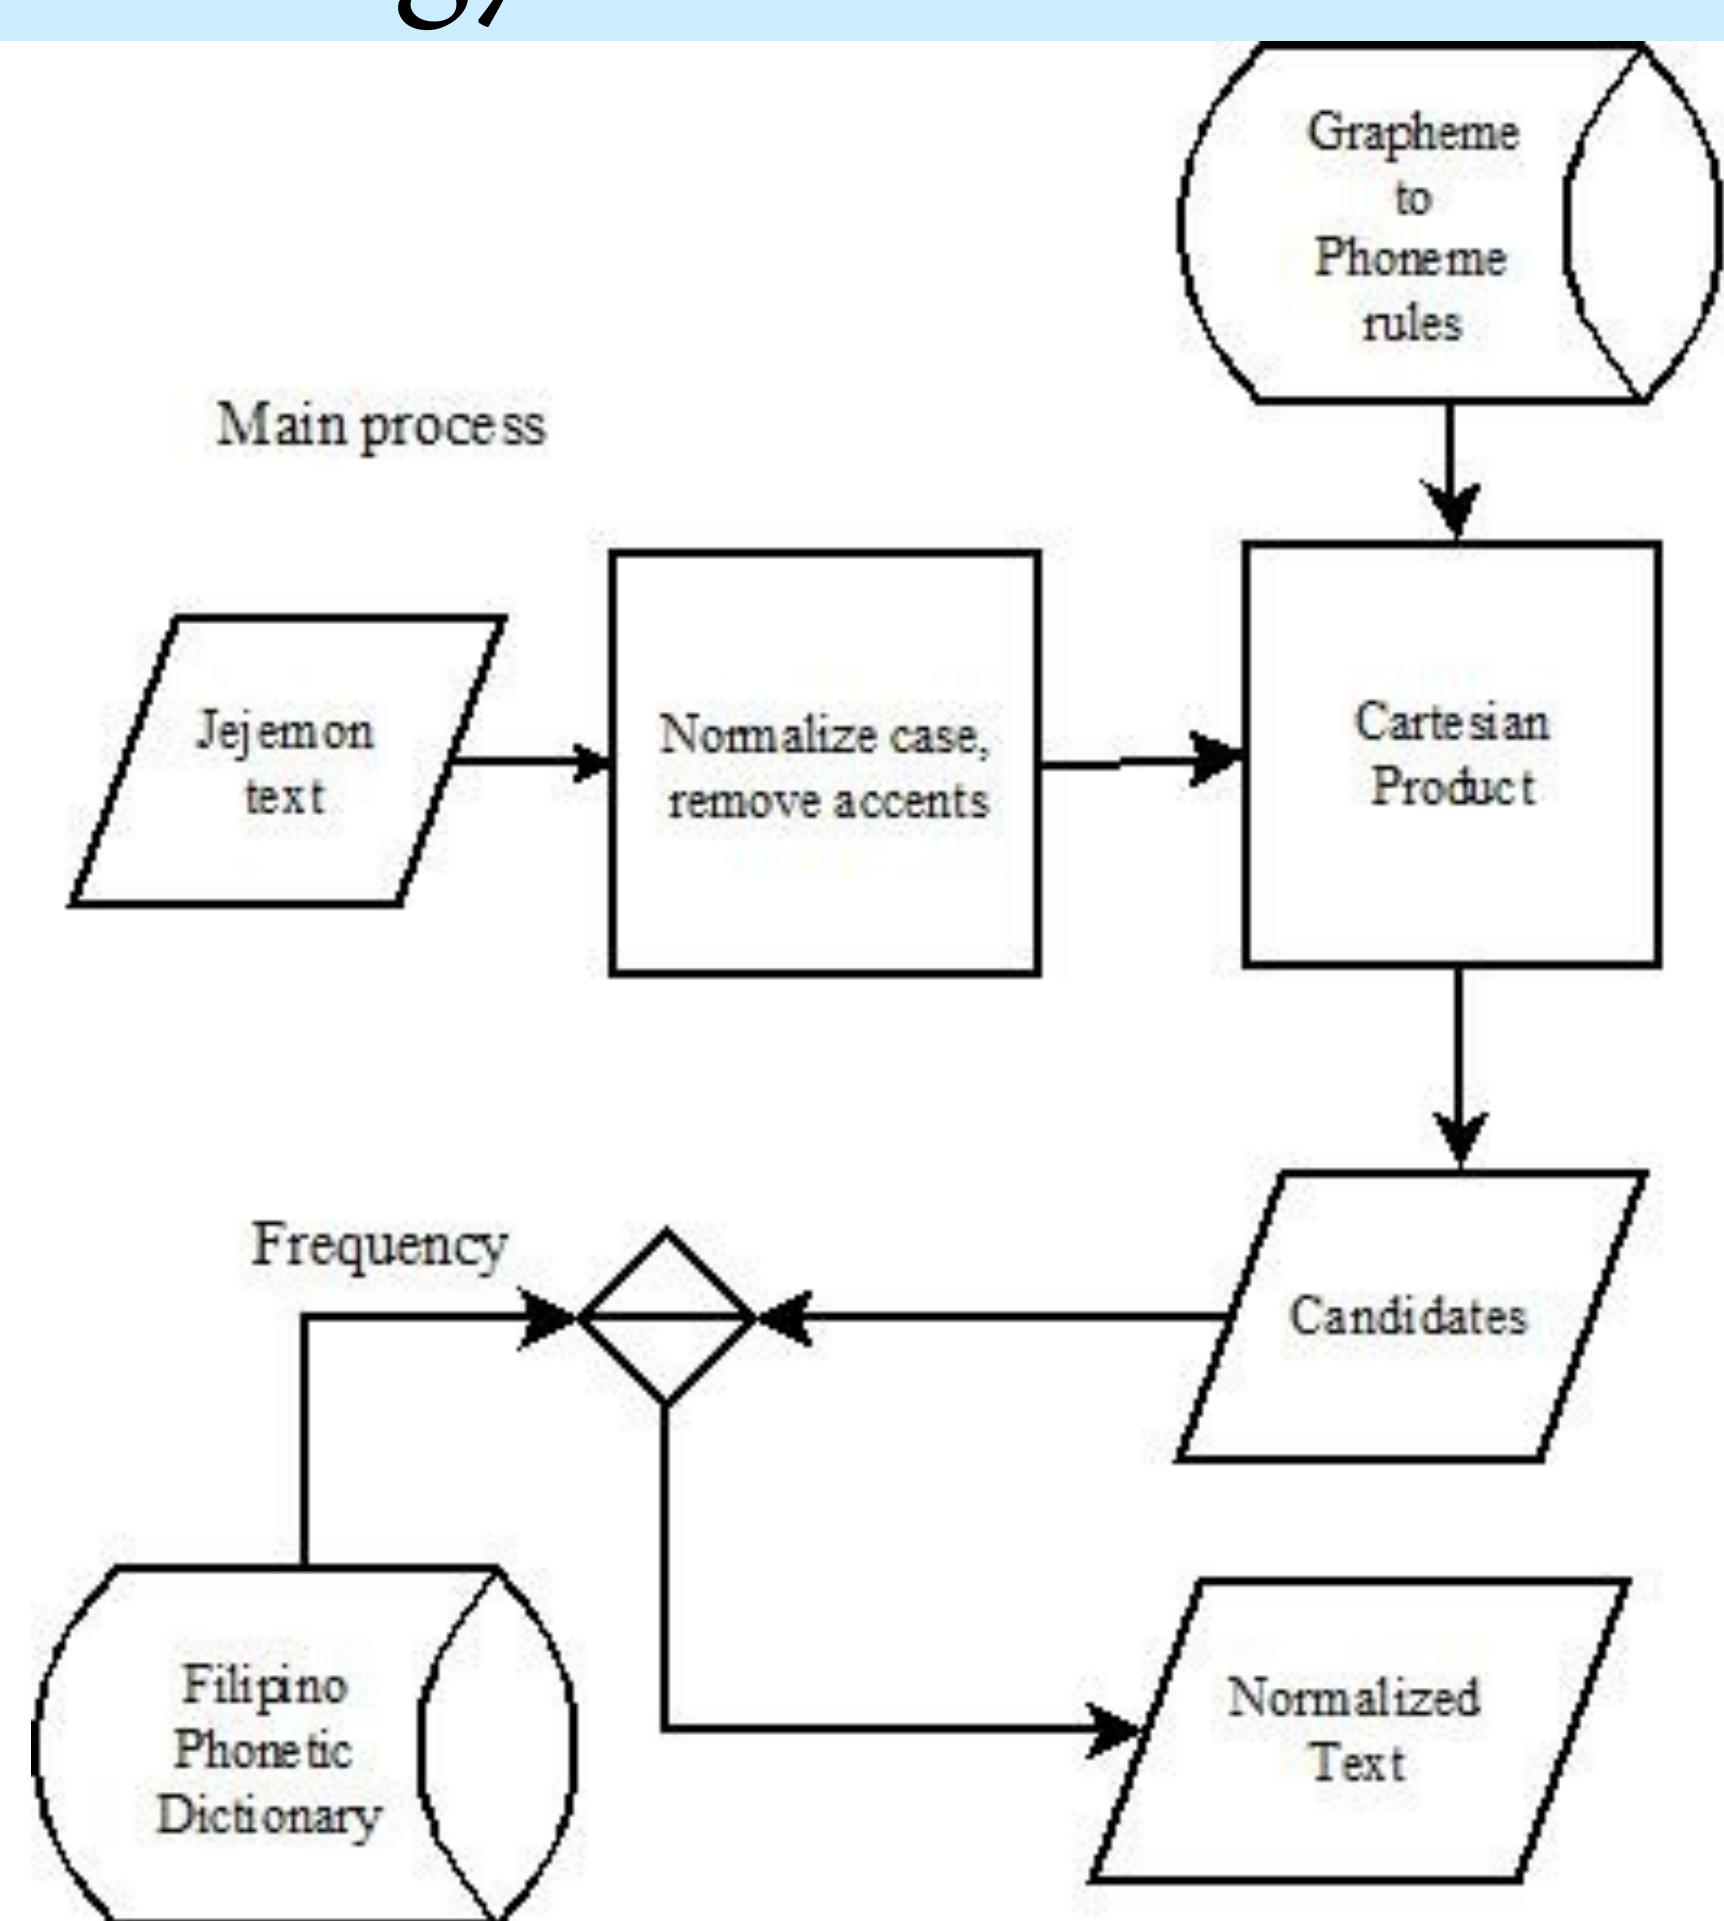 Grapheme
to
Phoneme
rules
Main process
Jejemon
text
Normalize case,
remove accents
Cartesian
Product
Frequency
Candidates
Filipino
Phonetic
Dictionary
Normalized
Text